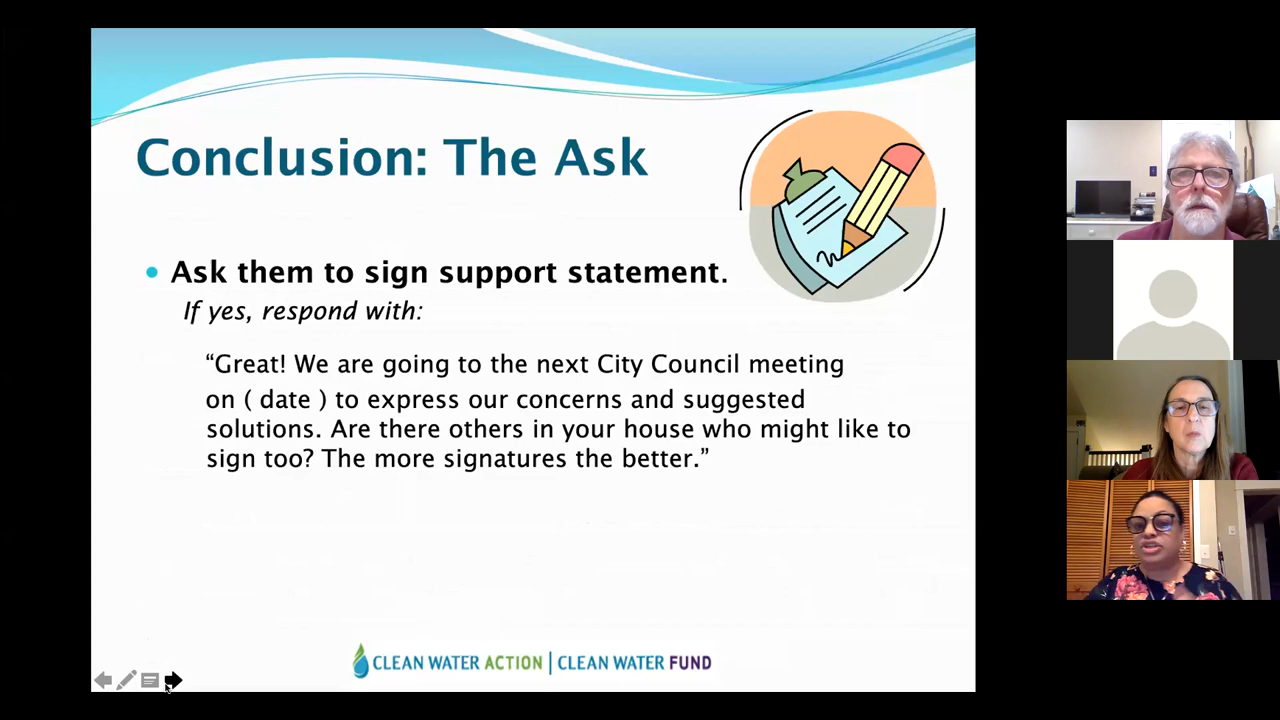 Conclusion: The Ask
• Ask them to sign support statement.
If yes, respond with:
“Great! We are going to the next City Council meeting
on ( date ) to express our concerns and suggested
solutions. Are there others in your house who might like to
sign too? The more signatures the better.”
CLEAN WATER ACTION | CLEAN WATER FUND